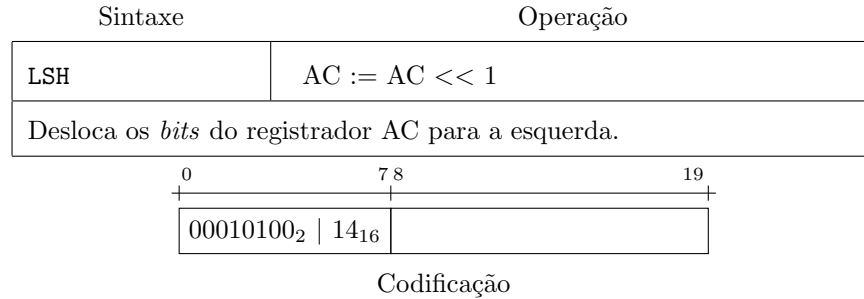 Sintaxe Operação
LSH AC := AC << 1
Desloca os bits do registrador AC para a esquerda.
0 7 8 19
00010100₂ | 14₁₆
Codificação